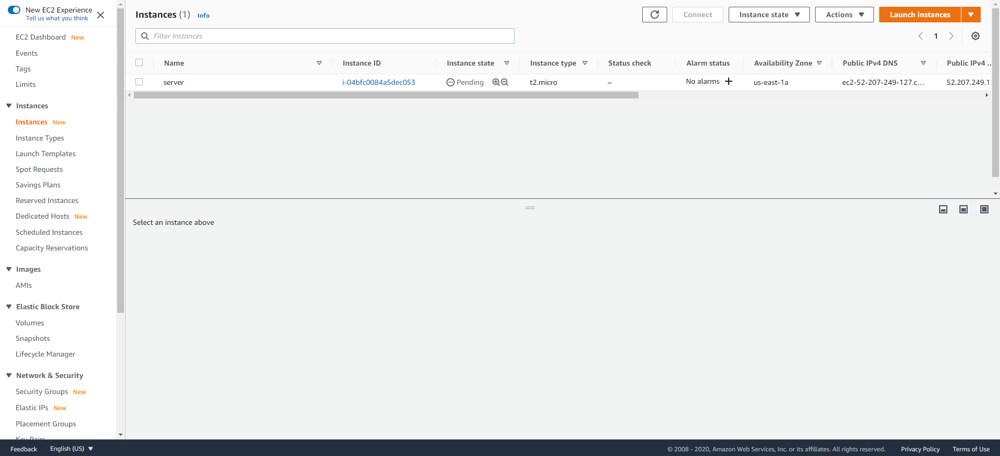 New EC2 Experience
Tell us what you think
EC2 Dashboard New
Events
Tags
Limits
Instances
Instances New
Instance Types
Launch Templates
Spot Requests
Savings Plans
Reserved Instances
Dedicated Hosts New
Scheduled Instances
Capacity Reservations
Images
AMIs
Elastic Block Store
Volumes
Snapshots
Lifecycle Manager
Network & Security
Security Groups New
Elastic IPs New
Placement Groups
Key Pairs
Instances (1) Info
Connect Instance state Actions Launch instances
Filter instances
1
Name Instance ID Instance state Instance type Status check Alarm status Availability Zone Public IPv4 DNS Public IPv4 ...
server i-04bfc0084a5dec053 Pending t2.micro – No alarms + us-east-1a ec2-52-207-249-127.c... 52.207.249.1
Select an instance above
Feedback English (US) © 2008 - 2020, Amazon Web Services, Inc. or its affiliates. All rights reserved. Privacy Policy Terms of Use